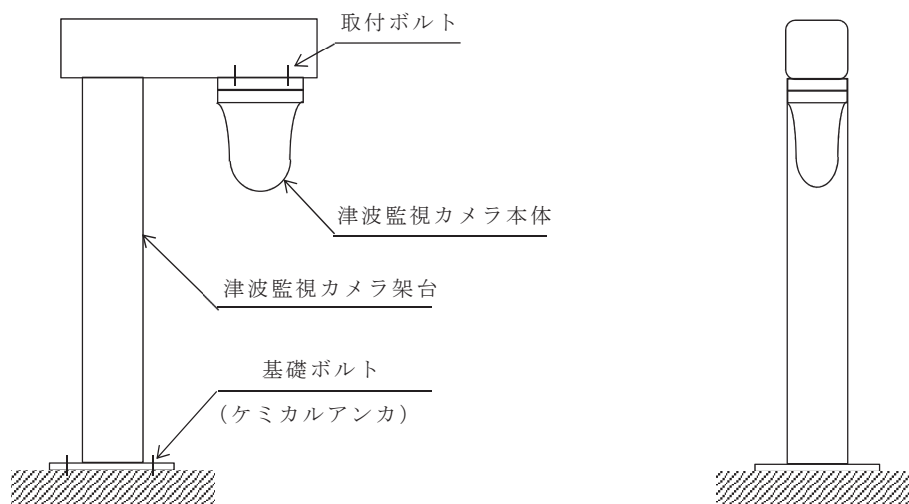 取付ボルト
津波監視カメラ本体
津波監視カメラ架台
基礎ボルト
（ケミカルアンカ）